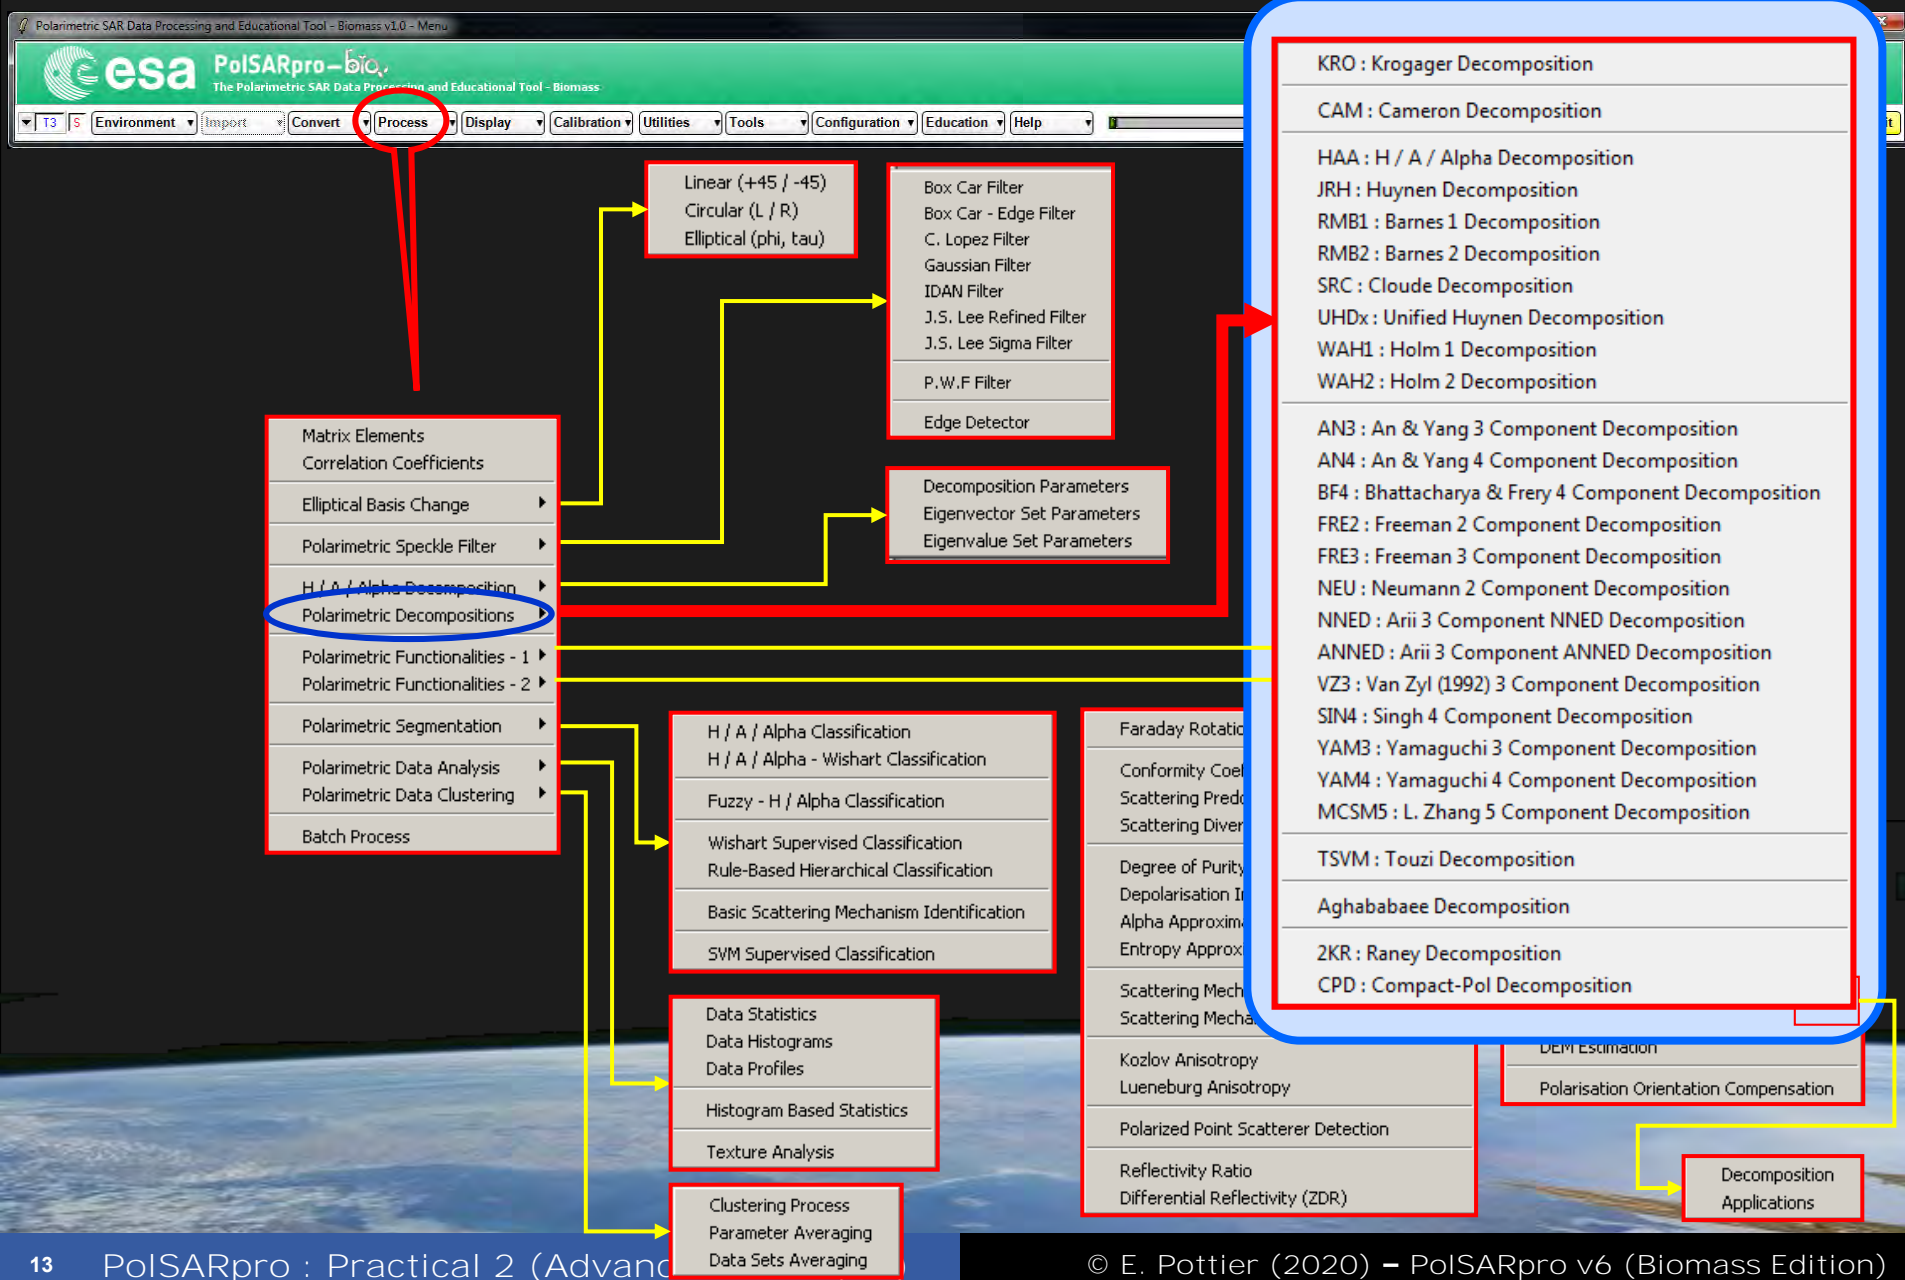 Polarimetric SAR Data Processing and Educational Tool - Biomass v1.0 - Menu
esa
PolSARpro-bio
The Polarimetric SAR Data Processing and Educational Tool - Biomass
T3 S Environment Import Convert Process Display Calibration Utilities Tools Configuration Education Help
Linear (+45 / -45)
Circular (L / R)
Elliptical (phi, tau)
Box Car Filter
Box Car - Edge Filter
C. Lopez Filter
Gaussian Filter
IDAN Filter
J.S. Lee Refined Filter
J.S. Lee Sigma Filter
P.W.F Filter
Edge Detector
Matrix Elements
Correlation Coefficients
Elliptical Basis Change
Polarimetric Speckle Filter
H / A / Alpha Decomposition
Polarimetric Decompositions
Polarimetric Functionalities - 1
Polarimetric Functionalities - 2
Polarimetric Segmentation
Polarimetric Data Analysis
Polarimetric Data Clustering
Batch Process
Decomposition Parameters
Eigenvector Set Parameters
Eigenvalue Set Parameters
KRO : Krogager Decomposition
CAM : Cameron Decomposition
HAA : H / A / Alpha Decomposition
JRH : Huynen Decomposition
RMB1 : Barnes 1 Decomposition
RMB2 : Barnes 2 Decomposition
SRC : Cloude Decomposition
UHDx : Unified Huynen Decomposition
WAH1 : Holm 1 Decomposition
WAH2 : Holm 2 Decomposition
AN3 : An & Yang 3 Component Decomposition
AN4 : An & Yang 4 Component Decomposition
BF4 : Bhattacharya & Frery 4 Component Decomposition
FRE2 : Freeman 2 Component Decomposition
FRE3 : Freeman 3 Component Decomposition
NEU : Neumann 2 Component Decomposition
NNED : Arii 3 Component NNED Decomposition
ANNED : Arii 3 Component ANNED Decomposition
VZ3 : Van Zyl (1992) 3 Component Decomposition
SIN4 : Singh 4 Component Decomposition
YAM3 : Yamaguchi 3 Component Decomposition
YAM4 : Yamaguchi 4 Component Decomposition
MCSM5 : L. Zhang 5 Component Decomposition
TSVM : Touzi Decomposition
Aghababaee Decomposition
2KR : Raney Decomposition
CPD : Compact-Pol Decomposition
H / A / Alpha Classification
H / A / Alpha - Wishart Classification
Fuzzy - H / Alpha Classification
Wishart Supervised Classification
Rule-Based Hierarchical Classification
Basic Scattering Mechanism Identification
SVM Supervised Classification
Data Statistics
Data Histograms
Data Profiles
Histogram Based Statistics
Texture Analysis
Clustering Process
Parameter Averaging
Data Sets Averaging
Faraday
Conformity
Scattering
Scattering
Degree of Purity
Depolarisation
Alpha
Entropy
Scattering
Scattering
Kozlov Anisotropy
Lueneburg Anisotropy
Polarized Point Scatterer Detection
Reflectivity Ratio
Differential Reflectivity (ZDR)
DEM Estimation
Polarisation Orientation Compensation
Decomposition
Applications
13 PolSARpro : Practical 2
© E. Pottier (2020) – PolSARpro v6 (Biomass Edition)